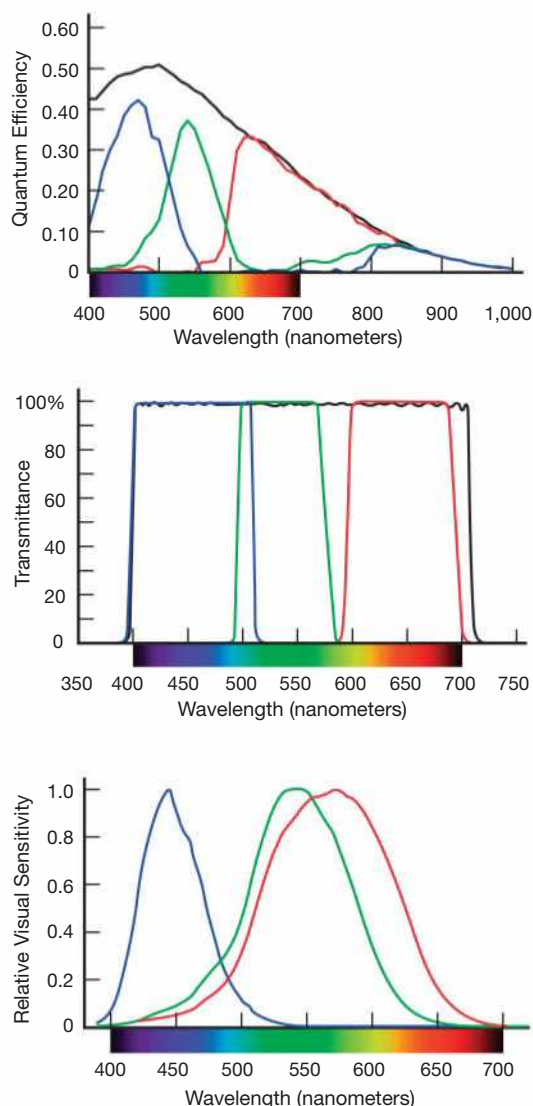 Quantum Efficiency
0.60
0.50
0.40
0.30
0.20
0.10
0
400 500 600 700 800 900 1,000
Wavelength (nanometers)
Transmittance
100%
80
60
40
20
0
350 400 450 500 550 600 650 700 750
Wavelength (nanometers)
Relative Visual Sensitivity
1.0
0.8
0.6
0.4
0.2
0
400 450 500 550 600 650 700
Wavelength (nanometers)